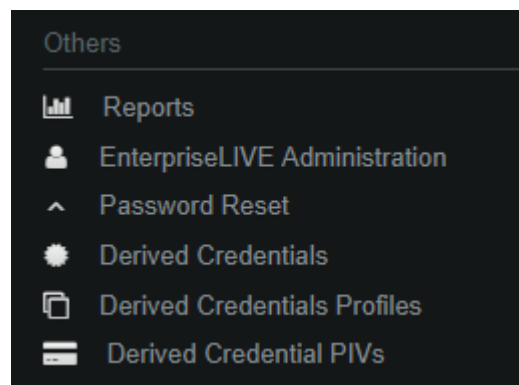 Others
Reports
EnterpriseLIVE Administration
Password Reset
Derived Credentials
Derived Credentials Profiles
Derived Credential PIVs